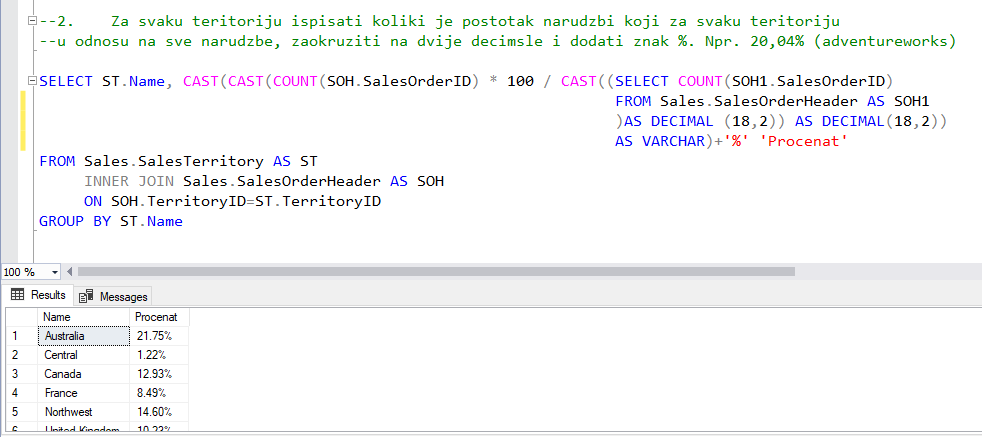 --2. Za svaku teritoriju ispisati koliki je postotak narudzbi koji za svaku teritoriju
--u odnosu na sve narudzbe, zaokruziti na dvije decimsle i dodati znak %. Npr. 20,04% (adventureworks)
SELECT ST.Name, CAST(CAST(COUNT(SOH.SalesOrderID) * 100 / CAST((SELECT COUNT(SOH1.SalesOrderID)
FROM Sales.SalesOrderHeader AS SOH1
)AS DECIMAL (18,2)) AS DECIMAL(18,2))
AS VARCHAR)+'%' 'Procenat'
FROM Sales.SalesTerritory AS ST
INNER JOIN Sales.SalesOrderHeader AS SOH
ON SOH.TerritoryID=ST.TerritoryID
GROUP BY ST.Name
100 %
Results Messages
Name Procenat
1 Australia 21.75%
2 Central 1.22%
3 Canada 12.93%
4 France 8.49%
5 Northwest 14.60%
6 United Kingdom 10.23%